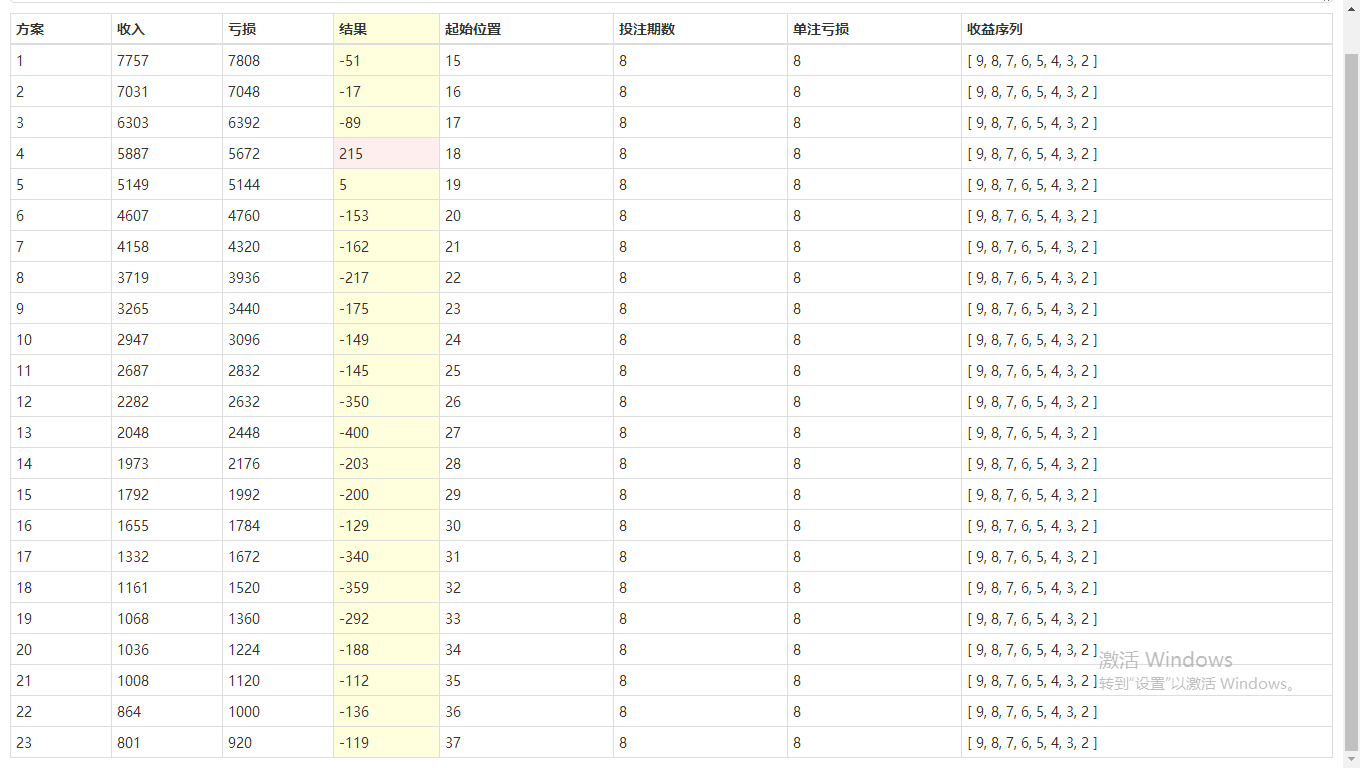 方案 收入 亏损 结果 起始位置 投注期数 单注亏损 收益序列
1 7757 7808 -51 15 8 8 [ 9, 8, 7, 6, 5, 4, 3, 2 ]
2 7031 7048 -17 16 8 8 [ 9, 8, 7, 6, 5, 4, 3, 2 ]
3 6303 6392 -89 17 8 8 [ 9, 8, 7, 6, 5, 4, 3, 2 ]
4 5887 5672 215 18 8 8 [ 9, 8, 7, 6, 5, 4, 3, 2 ]
5 5149 5144 5 19 8 8 [ 9, 8, 7, 6, 5, 4, 3, 2 ]
6 4607 4760 -153 20 8 8 [ 9, 8, 7, 6, 5, 4, 3, 2 ]
7 4158 4320 -162 21 8 8 [ 9, 8, 7, 6, 5, 4, 3, 2 ]
8 3719 3936 -217 22 8 8 [ 9, 8, 7, 6, 5, 4, 3, 2 ]
9 3265 3440 -175 23 8 8 [ 9, 8, 7, 6, 5, 4, 3, 2 ]
10 2947 3096 -149 24 8 8 [ 9, 8, 7, 6, 5, 4, 3, 2 ]
11 2687 2832 -145 25 8 8 [ 9, 8, 7, 6, 5, 4, 3, 2 ]
12 2282 2632 -350 26 8 8 [ 9, 8, 7, 6, 5, 4, 3, 2 ]
13 2048 2448 -400 27 8 8 [ 9, 8, 7, 6, 5, 4, 3, 2 ]
14 1973 2176 -203 28 8 8 [ 9, 8, 7, 6, 5, 4, 3, 2 ]
15 1792 1992 -200 29 8 8 [ 9, 8, 7, 6, 5, 4, 3, 2 ]
16 1655 1784 -129 30 8 8 [ 9, 8, 7, 6, 5, 4, 3, 2 ]
17 1332 1672 -340 31 8 8 [ 9, 8, 7, 6, 5, 4, 3, 2 ]
18 1161 1520 -359 32 8 8 [ 9, 8, 7, 6, 5, 4, 3, 2 ]
19 1068 1360 -292 33 8 8 [ 9, 8, 7, 6, 5, 4, 3, 2 ]
20 1036 1224 -188 34 8 8 [ 9, 8, 7, 6, 5, 4, 3, 2 ]
激活 Windows
21 1008 1120 -112 35 8 8 [ 9, 8, 7, 6, 5, 4, 3, 2 ]
转到“设置”以激活 Windows。
22 864 1000 -136 36 8 8 [ 9, 8, 7, 6, 5, 4, 3, 2 ]
23 801 920 -119 37 8 8 [ 9, 8, 7, 6, 5, 4, 3, 2 ]